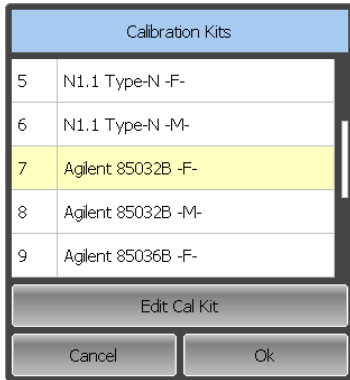 Calibration Kits
5 N1.1 Type-N -F-
6 N1.1 Type-N -M-
7 Agilent 85032B -F-
8 Agilent 85032B -M-
9 Agilent 85036B -F-
Edit Cal Kit
Cancel Ok